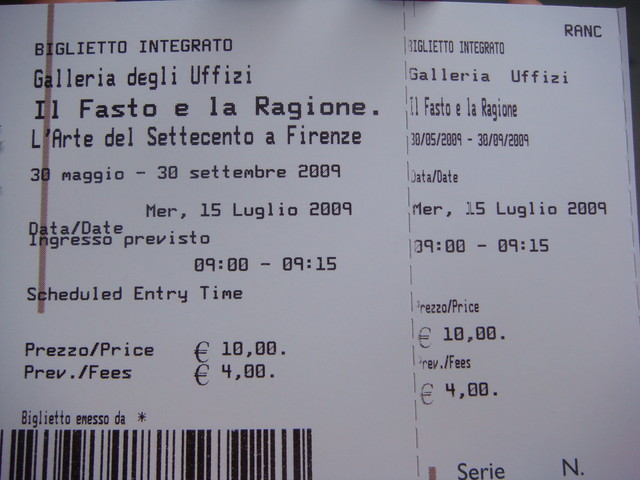 BIGLIETTO INTEGRATO
Galleria degli Uffizi
Il Fasto e la Ragione.
L'Arte del Settecento a Firenze
30 maggio - 30 settembre 2009
Mer, 15 Luglio 2009
Data/Date
Ingresso previsto
09:00 - 09:15
Scheduled Entry Time
Prezzo/Price € 10,00.
Prev./Fees € 4,00.
Biglietto emesso da *
RANC
BIGLIETTO INTEGRATO
Galleria Uffizi
Il Fasto e la Ragione
30/05/2009 - 30/09/2009
Data/Date
Mer, 15 Luglio 2009
09:00 - 09:15
Prezzo/Price
€ 10,00.
Prev./Fees
€ 4,00.
Serie N.